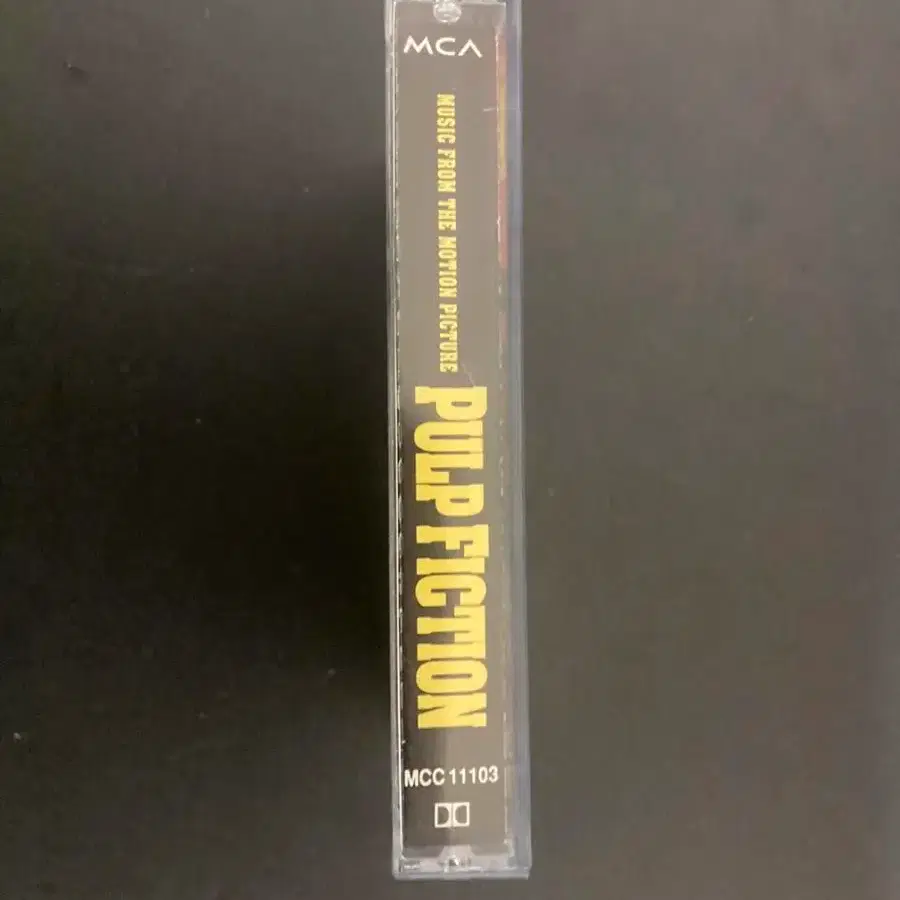 MCA
MUSIC FROM THE MOTION PICTURE
PULP FICTION
MCC 11103